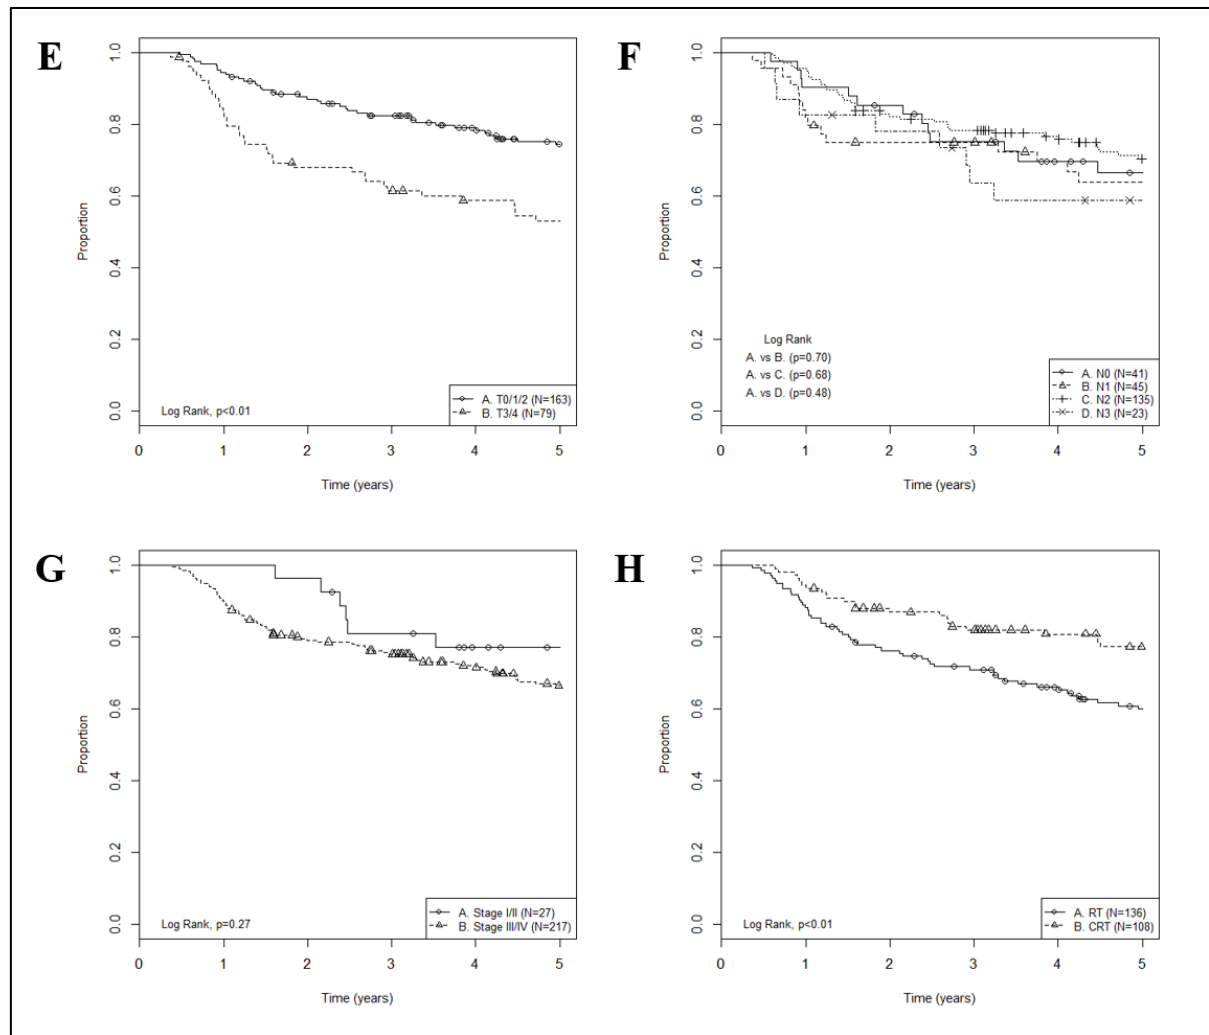 E
1.0
0.8
0.6
0.4
0.2
0.0
Proportion
0 1 2 3 4 5
Time (years)
Log Rank, p<0.01
A. T0/1/2 (N=163)
B. T3/4 (N=79)
F
1.0
0.8
0.6
0.4
0.2
0.0
Proportion
0 1 2 3 4 5
Time (years)
Log Rank
A. vs B. (p=0.70)
A. vs C. (p=0.68)
A. vs D. (p=0.48)
A. N0 (N=41)
B. N1 (N=45)
C. N2 (N=135)
D. N3 (N=23)
G
1.0
0.8
0.6
0.4
0.2
0.0
Proportion
0 1 2 3 4 5
Time (years)
Log Rank, p=0.27
A. Stage I/II (N=27)
B. Stage III/IV (N=217)
H
1.0
0.8
0.6
0.4
0.2
0.0
Proportion
0 1 2 3 4 5
Time (years)
Log Rank, p<0.01
A. RT (N=136)
B. CRT (N=108)